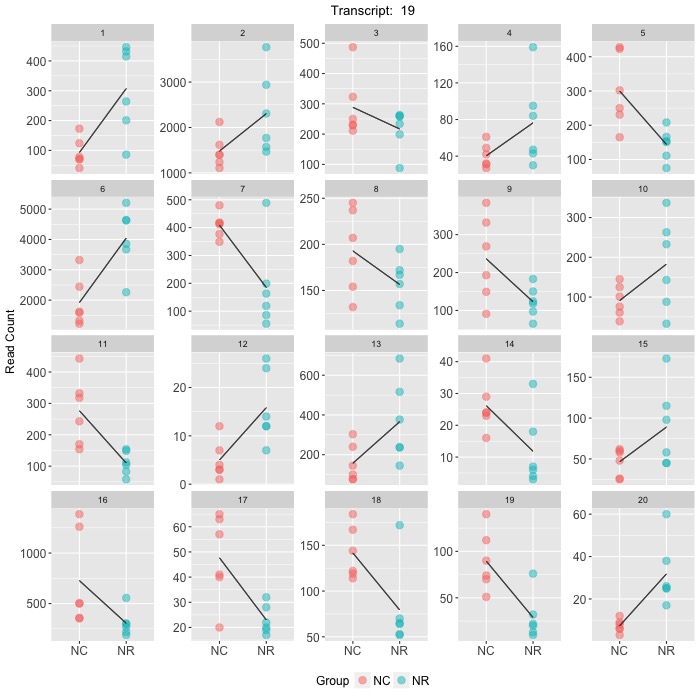 Transcript: 19
1 2 3 4 5
400 300 200 100
3000 2000 1000
500 400 300 200 100
160 120 80 40
400 300 200 100
6 7 8 9 10
5000 4000 3000 2000
500 400 300 200 100
250 200 150
300 200 100
300 200 100
Read Count
11 12 13 14 15
400 300 200 100
20 10 0
600 400 200
40 30 20 10
150 100 50
16 17 18 19 20
1000 500
60 50 40 30 20
150 100 50
100 50
60 40 20
NC NR NC NR NC NR NC NR NC NR
Group NC NR